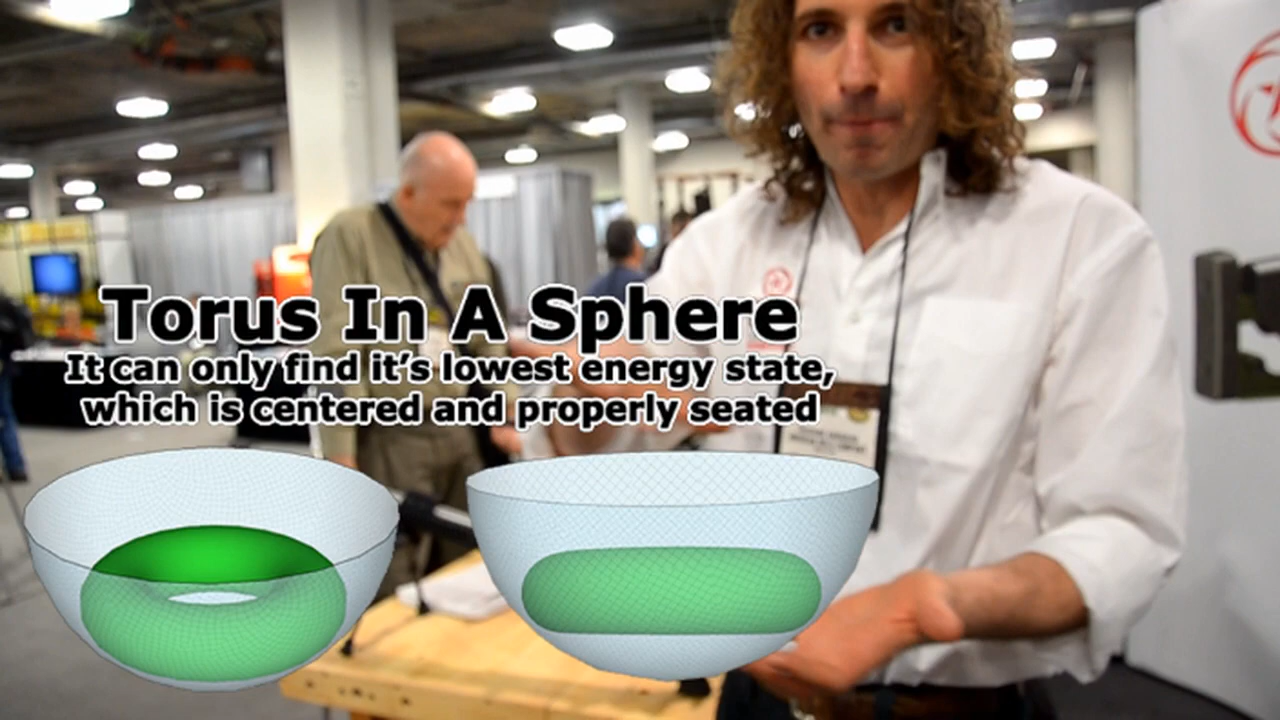 Torus In A Sphere
It can only find it’s lowest energy state,
which is centered and properly seated